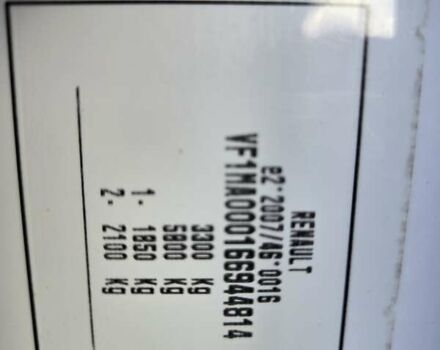 RENAULT
e2*2007/46*0016
VF1MA000166944814
3300 Kg
5800 Kg
1- 1850 Kg
2- 2100 Kg